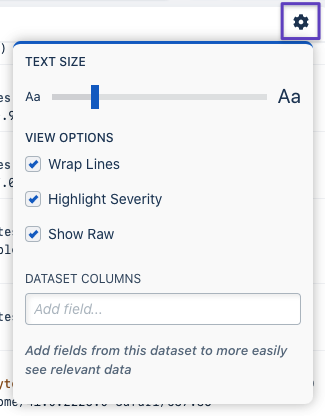 )
TEXT SIZE
Aa Aa
VIEW OPTIONS
Wrap Lines
Highlight Severity
Show Raw
DATASET COLUMNS
Add field...
Add fields from this dataset to more easily
see relevant data